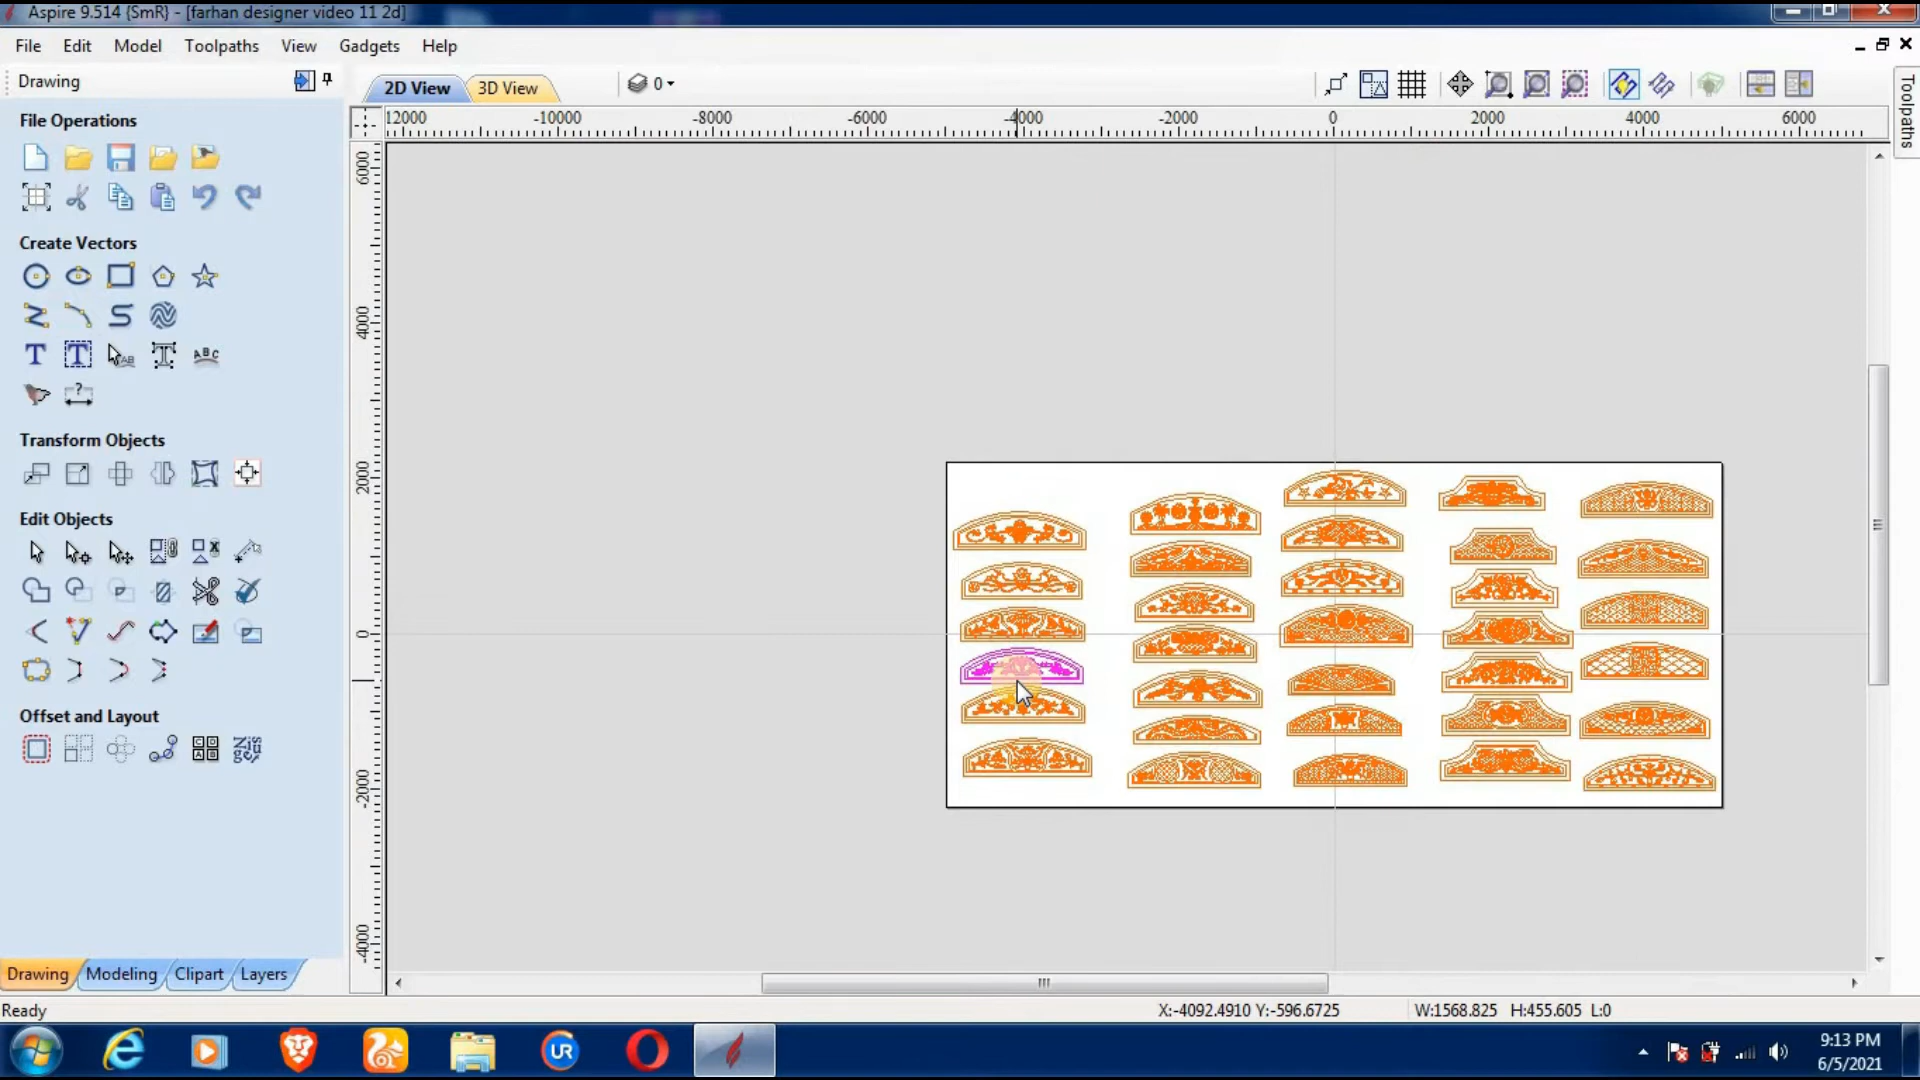 Aspire 9.514 {SmR} - [farhan designer video 11 2d]
File Edit Model Toolpaths View Gadgets Help
Drawing
2D View 3D View 0
Toolpaths
File Operations
12000 -10000 -8000 -6000 -4000 -2000 0 2000 4000 6000
6000
4000
2000
0
-2000
-4000
Create Vectors
T T AB T ABC
?
Transform Objects
Edit Objects
Offset and Layout
Drawing Modeling Clipart Layers
Ready X:-4092.4910 Y:-596.6725 W:1568.825 H:455.605 L:0
UR
9:13 PM
6/5/2021